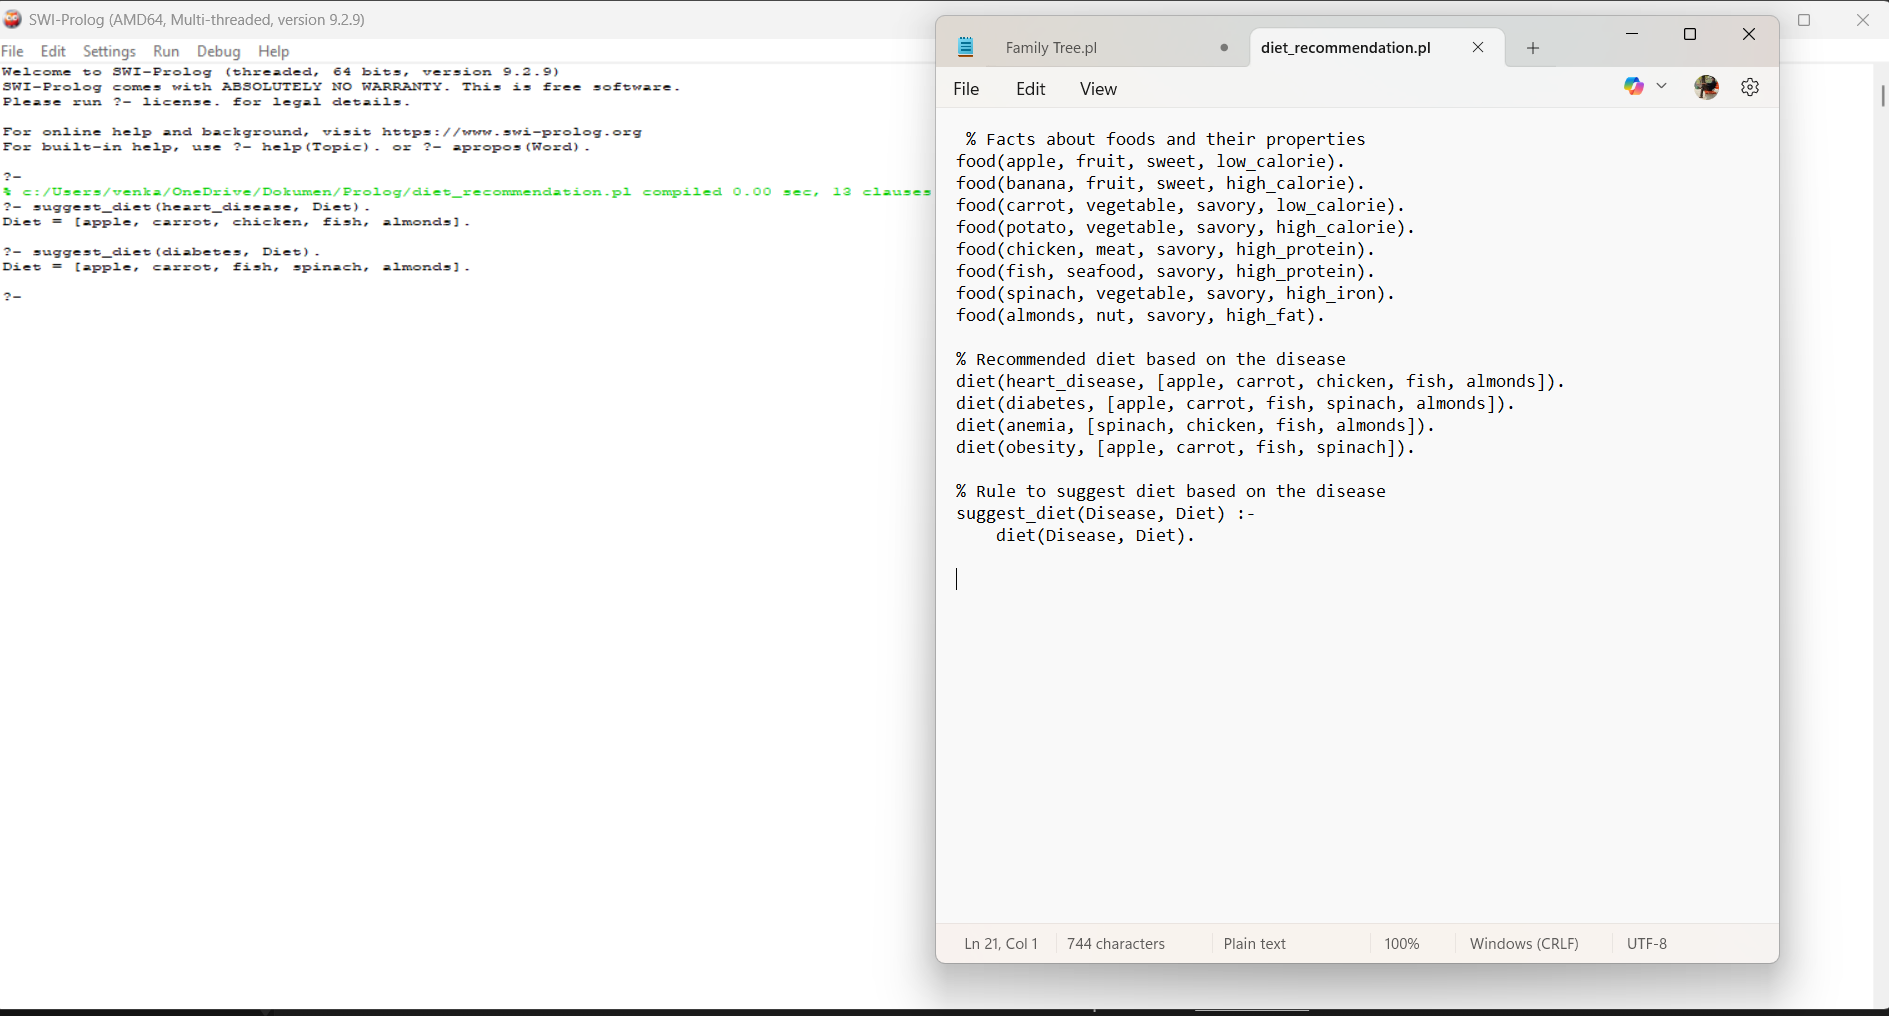 SWI-Prolog (AMD64, Multi-threaded, version 9.2.9)
File Edit Settings Run Debug Help
Welcome to SWI-Prolog (threaded, 64 bits, version 9.2.9)
SWI-Prolog comes with ABSOLUTELY NO WARRANTY. This is free software.
Please run ?- license. for legal details.
For online help and background, visit https://www.swi-prolog.org
For built-in help, use ?- help(Topic). or ?- apropos(Word).
?-
% c:/Users/venka/OneDrive/Dokumen/Prolog/diet_recommendation.pl compiled 0.00 sec, 13 clauses
?- suggest_diet(heart_disease, Diet).
Diet = [apple, carrot, chicken, fish, almonds].
?- suggest_diet(diabetes, Diet).
Diet = [apple, carrot, fish, spinach, almonds].
?-
Family Tree.pl
diet_recommendation.pl
File Edit View
% Facts about foods and their properties
food(apple, fruit, sweet, low_calorie).
food(banana, fruit, sweet, high_calorie).
food(carrot, vegetable, savory, low_calorie).
food(potato, vegetable, savory, high_calorie).
food(chicken, meat, savory, high_protein).
food(fish, seafood, savory, high_protein).
food(spinach, vegetable, savory, high_iron).
food(almonds, nut, savory, high_fat).
% Recommended diet based on the disease
diet(heart_disease, [apple, carrot, chicken, fish, almonds]).
diet(diabetes, [apple, carrot, fish, spinach, almonds]).
diet(anemia, [spinach, chicken, fish, almonds]).
diet(obesity, [apple, carrot, fish, spinach]).
% Rule to suggest diet based on the disease
suggest_diet(Disease, Diet) :-
diet(Disease, Diet).
Ln 21, Col 1 744 characters Plain text 100% Windows (CRLF) UTF-8